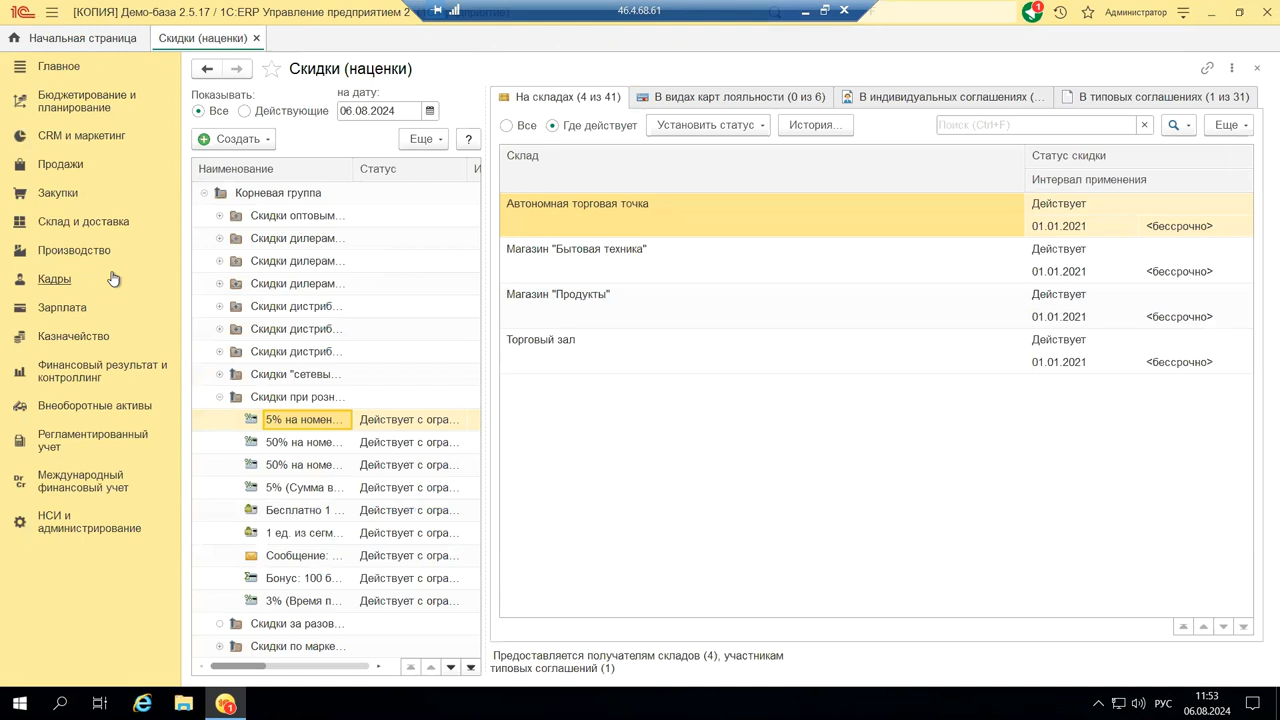 [КОПИЯ] Демо-база 2.5.17 / 1С:ERP Управление предприятием 2
46.4.68.61
1
Администратор
Начальная страница
Скидки (наценки) ×
Главное
Бюджетирование и
планирование
CRM и маркетинг
Продажи
Закупки
Склад и доставка
Производство
Кадры
Зарплата
Казначейство
Финансовый результат и
контроллинг
Внеоборотные активы
Регламентированный
учет
Международный
финансовый учет
НСИ и
администрирование
Скидки (наценки)
Показывать:
на дату:
Все
Действующие
06.08.2024
Создать
Еще
?
Наименование
Статус
И
Корневая группа
Скидки оптовым...
Скидки дилерам...
Скидки дилерам...
Скидки дилерам...
Скидки дистриб...
Скидки дистриб...
Скидки дистриб...
Скидки "сетевы...
Скидки при розн...
5% на номен... Действует с огра...
50% на номе... Действует с огра...
50% на номе... Действует с огра...
5% (Сумма в... Действует с огра...
Бесплатно 1 ... Действует с огра...
1 ед. из сегм... Действует с огра...
Сообщение: ... Действует с огра...
Бонус: 100 б... Действует с огра...
3% (Время п... Действует с огра...
Скидки за разов...
Скидки по марке...
На складах (4 из 41)
В видах карт лояльности (0 из 6)
В индивидуальных соглашениях (...
В типовых соглашениях (1 из 31)
Все
Где действует
Установить статус
История...
Поиск (Ctrl+F)
×
Еще
Склад
Статус скидки
Интервал применения
Автономная торговая точка
Действует
01.01.2021 <бессрочно>
Магазин "Бытовая техника"
Действует
01.01.2021 <бессрочно>
Магазин "Продукты"
Действует
01.01.2021 <бессрочно>
Торговый зал
Действует
01.01.2021 <бессрочно>
Предоставляется получателям складов (4), участникам
типовых соглашений (1)
1
РУС
11:53
06.08.2024